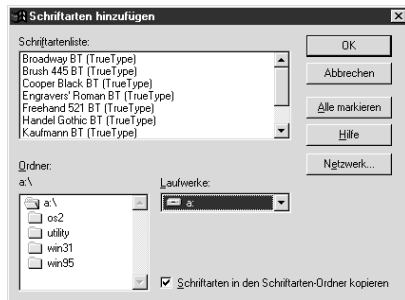 Schriftarten hinzufügen
Schriftartenliste:
Broadway BT (TrueType)
Brush 445 BT (TrueType)
Cooper Black BT (TrueType)
Engravers' Roman BT (TrueType)
Freehand 521 BT (TrueType)
Handel Gothic BT (TrueType)
Kaufmann BT (TrueType)
OK
Abbrechen
Alle markieren
Hilfe
Netzwerk...
Ordner:
a:\
a:\
os2
utility
win31
win95
Laufwerke:
a:
Schriftarten in den Schriftarten-Ordner kopieren